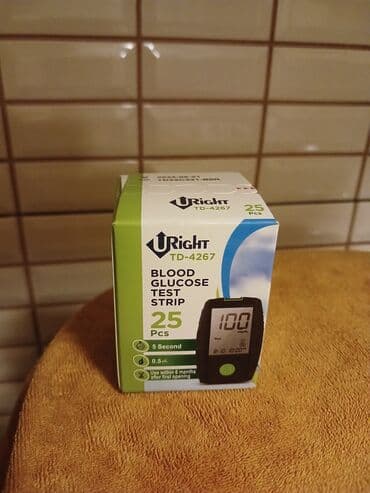 URIGHT
TD-4267
25
Pcs
URIGHT
TD-4267
BLOOD
GLUCOSE
TEST
STRIP
25
Pcs
5 Second
0.5 μL
Use within 6 months
after first opening
100